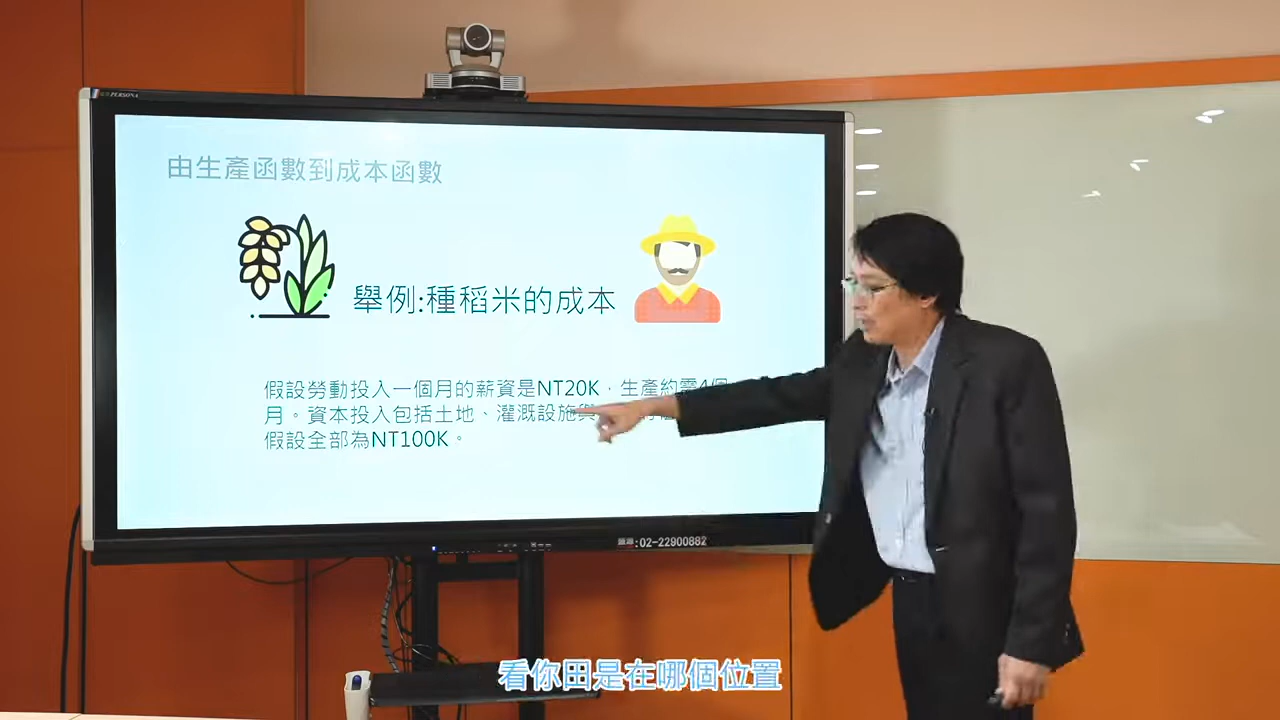 PERSONA
由生產函數到成本函數
舉例:種稻米的成本
假設勞動投入一個月的薪資是NT20K，生產約需4個
月。資本投入包括土地、灌溉設施與
假設全部為NT100K。
:02-22900882
看你田是在哪個位置